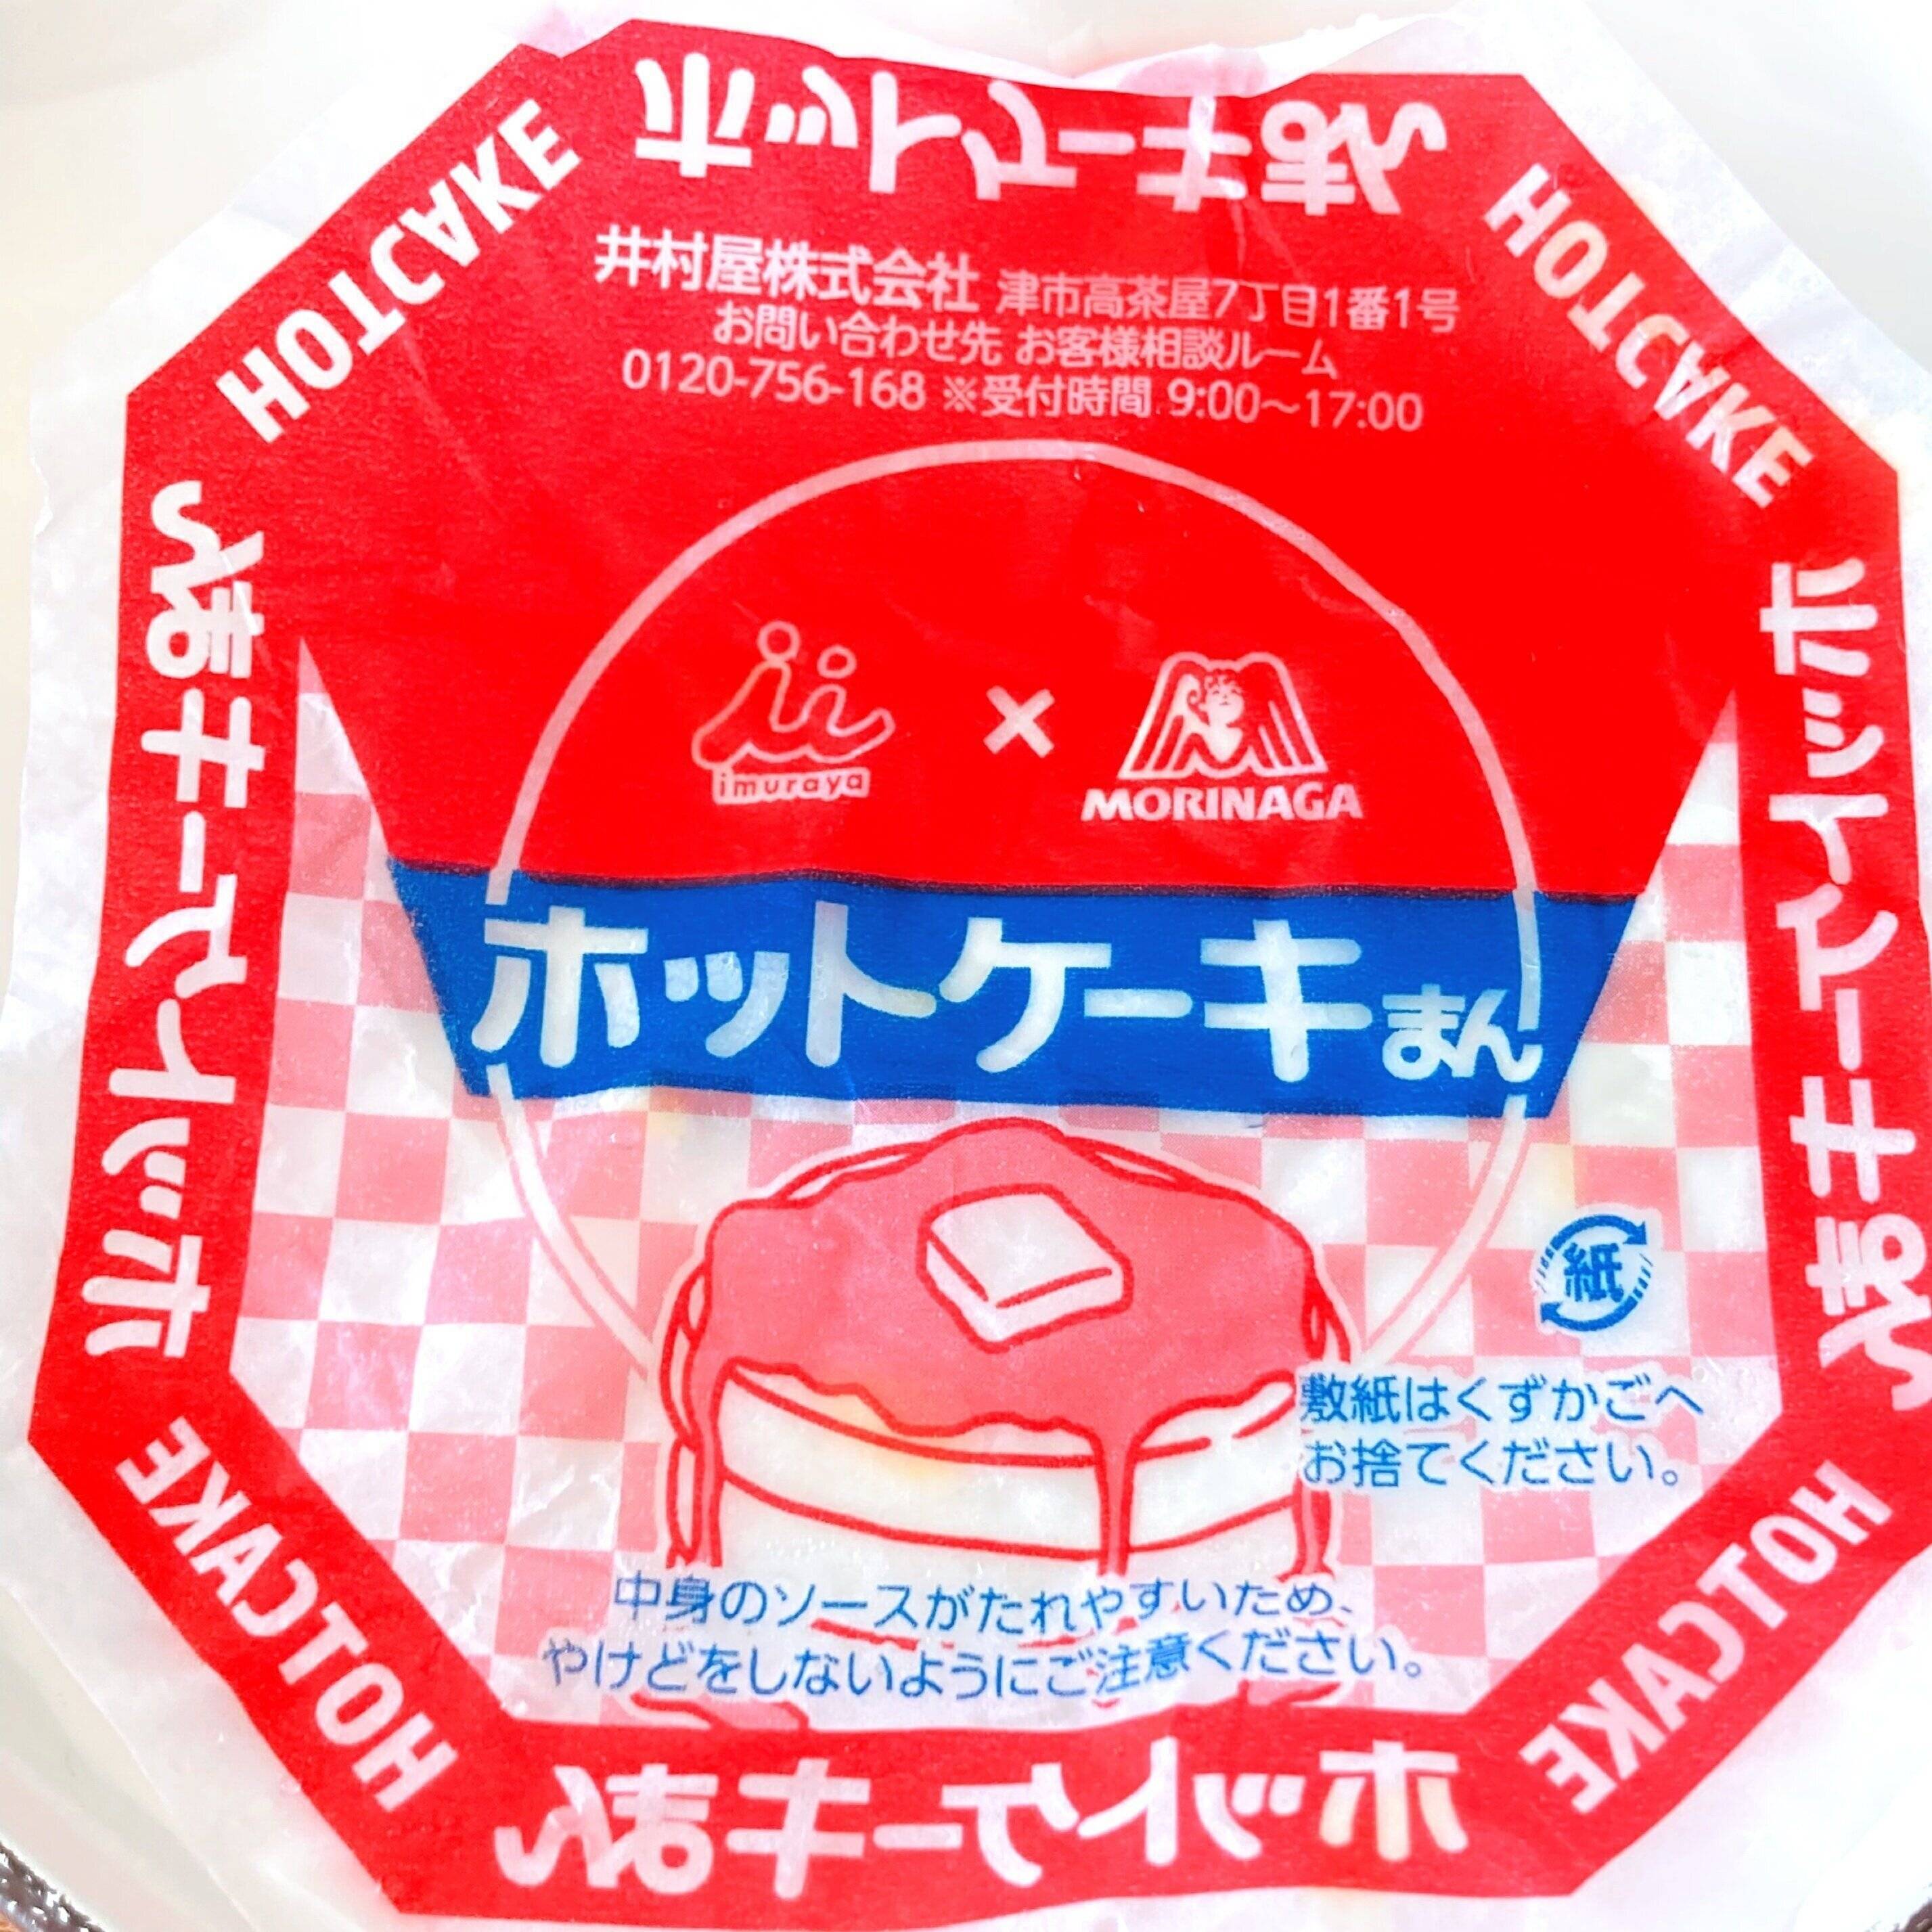 ホットケーキまん
HOTCAKE
HOTCAKE
井村屋株式会社 津市高茶屋7丁目1番1号
お問い合わせ先 お客様相談ルーム
0120-756-168 ※受付時間 9:00〜17:00
ホットケーキまん
ホットケーキまん
imuraya
×
MORINAGA
ホットケーキまん
紙
敷紙はくずかごへ
お捨てください。
中身のソースがたれやすいため、
やけどをしないようにご注意ください。
HOTCAKE
HOTCAKE
ホットケーキまん